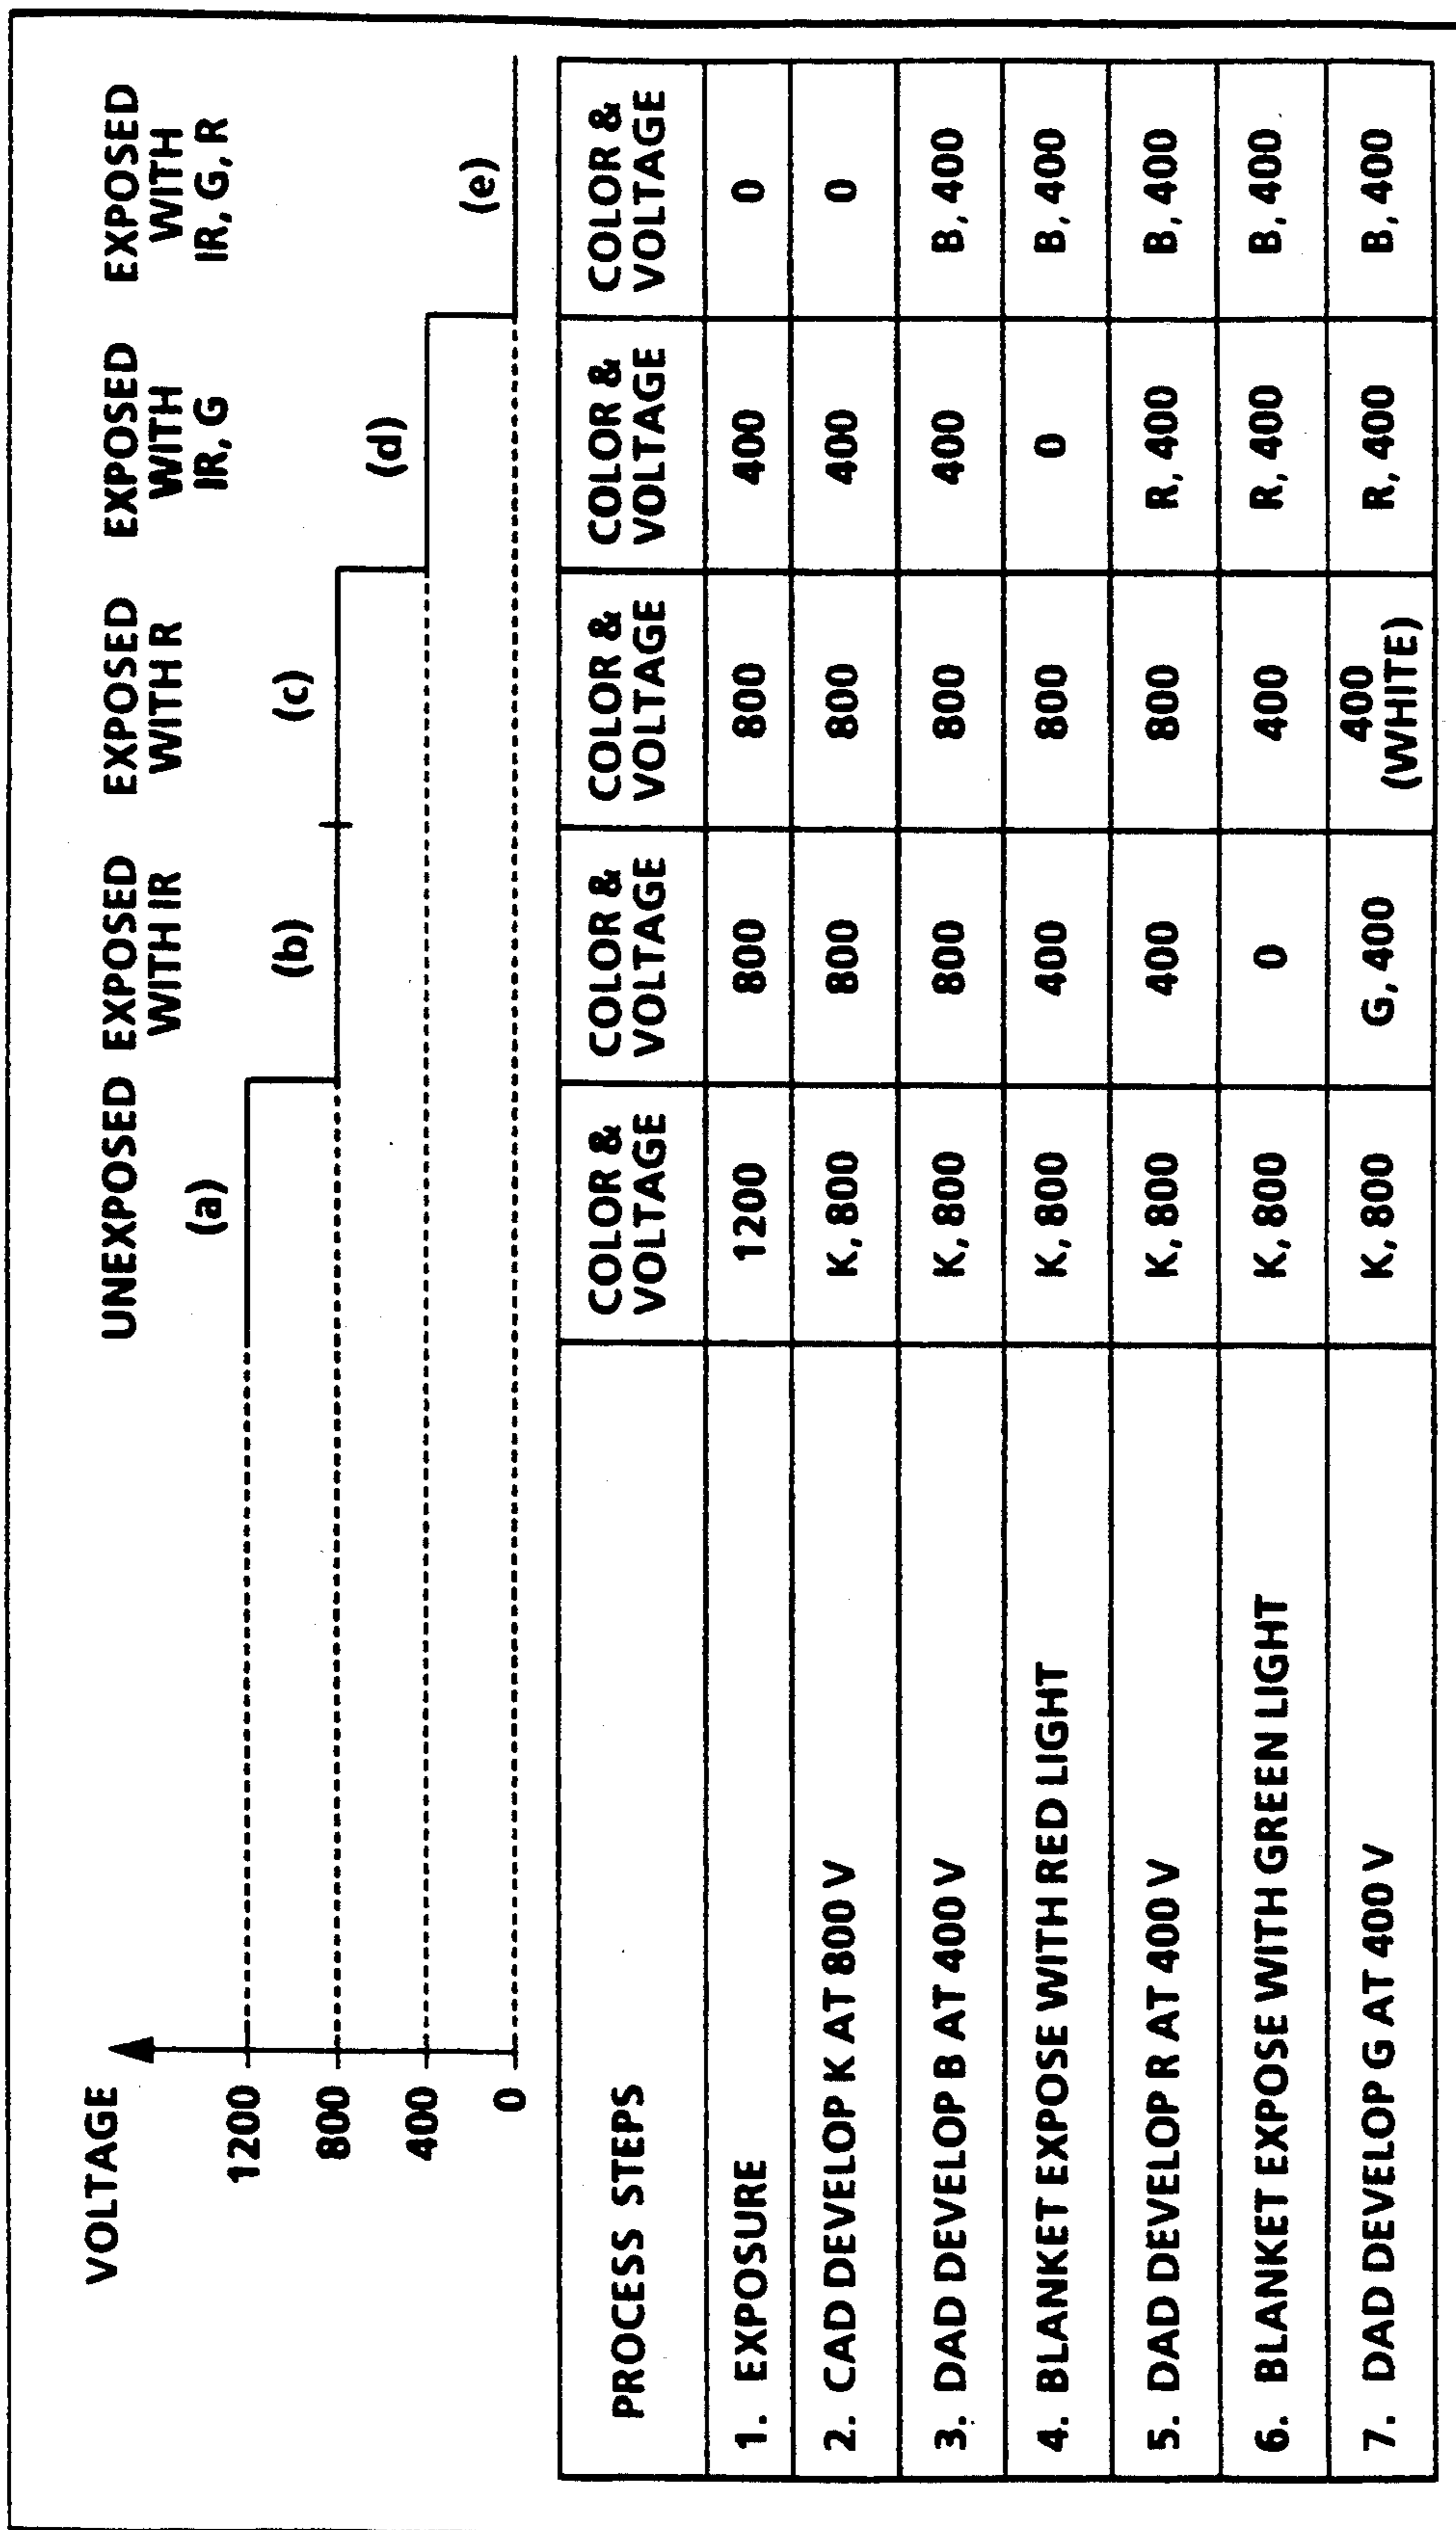 UNEXPOSED EXPOSED EXPOSED EXPOSED EXPOSED
WITH IR WITH R WITH WITH
IR, G IR, G, R
VOLTAGE
(a) (b) (c) (d) (e)
1200
800
400
0
PROCESS STEPS COLOR & COLOR & COLOR & COLOR & COLOR &
VOLTAGE VOLTAGE VOLTAGE VOLTAGE VOLTAGE
1. EXPOSURE 1200 800 800 400 0
2. CAD DEVELOP K AT 800 V K, 800 800 800 400 0
3. DAD DEVELOP B AT 400 V K, 800 800 800 400 B, 400
4. BLANKET EXPOSE WITH RED LIGHT K, 800 400 800 0 B, 400
5. DAD DEVELOP R AT 400 V K, 800 400 800 R, 400 B, 400
6. BLANKET EXPOSE WITH GREEN LIGHT K, 800 0 400 R, 400 B, 400
7. DAD DEVELOP G AT 400 V K, 800 G, 400 400 R, 400 B, 400
(WHITE)